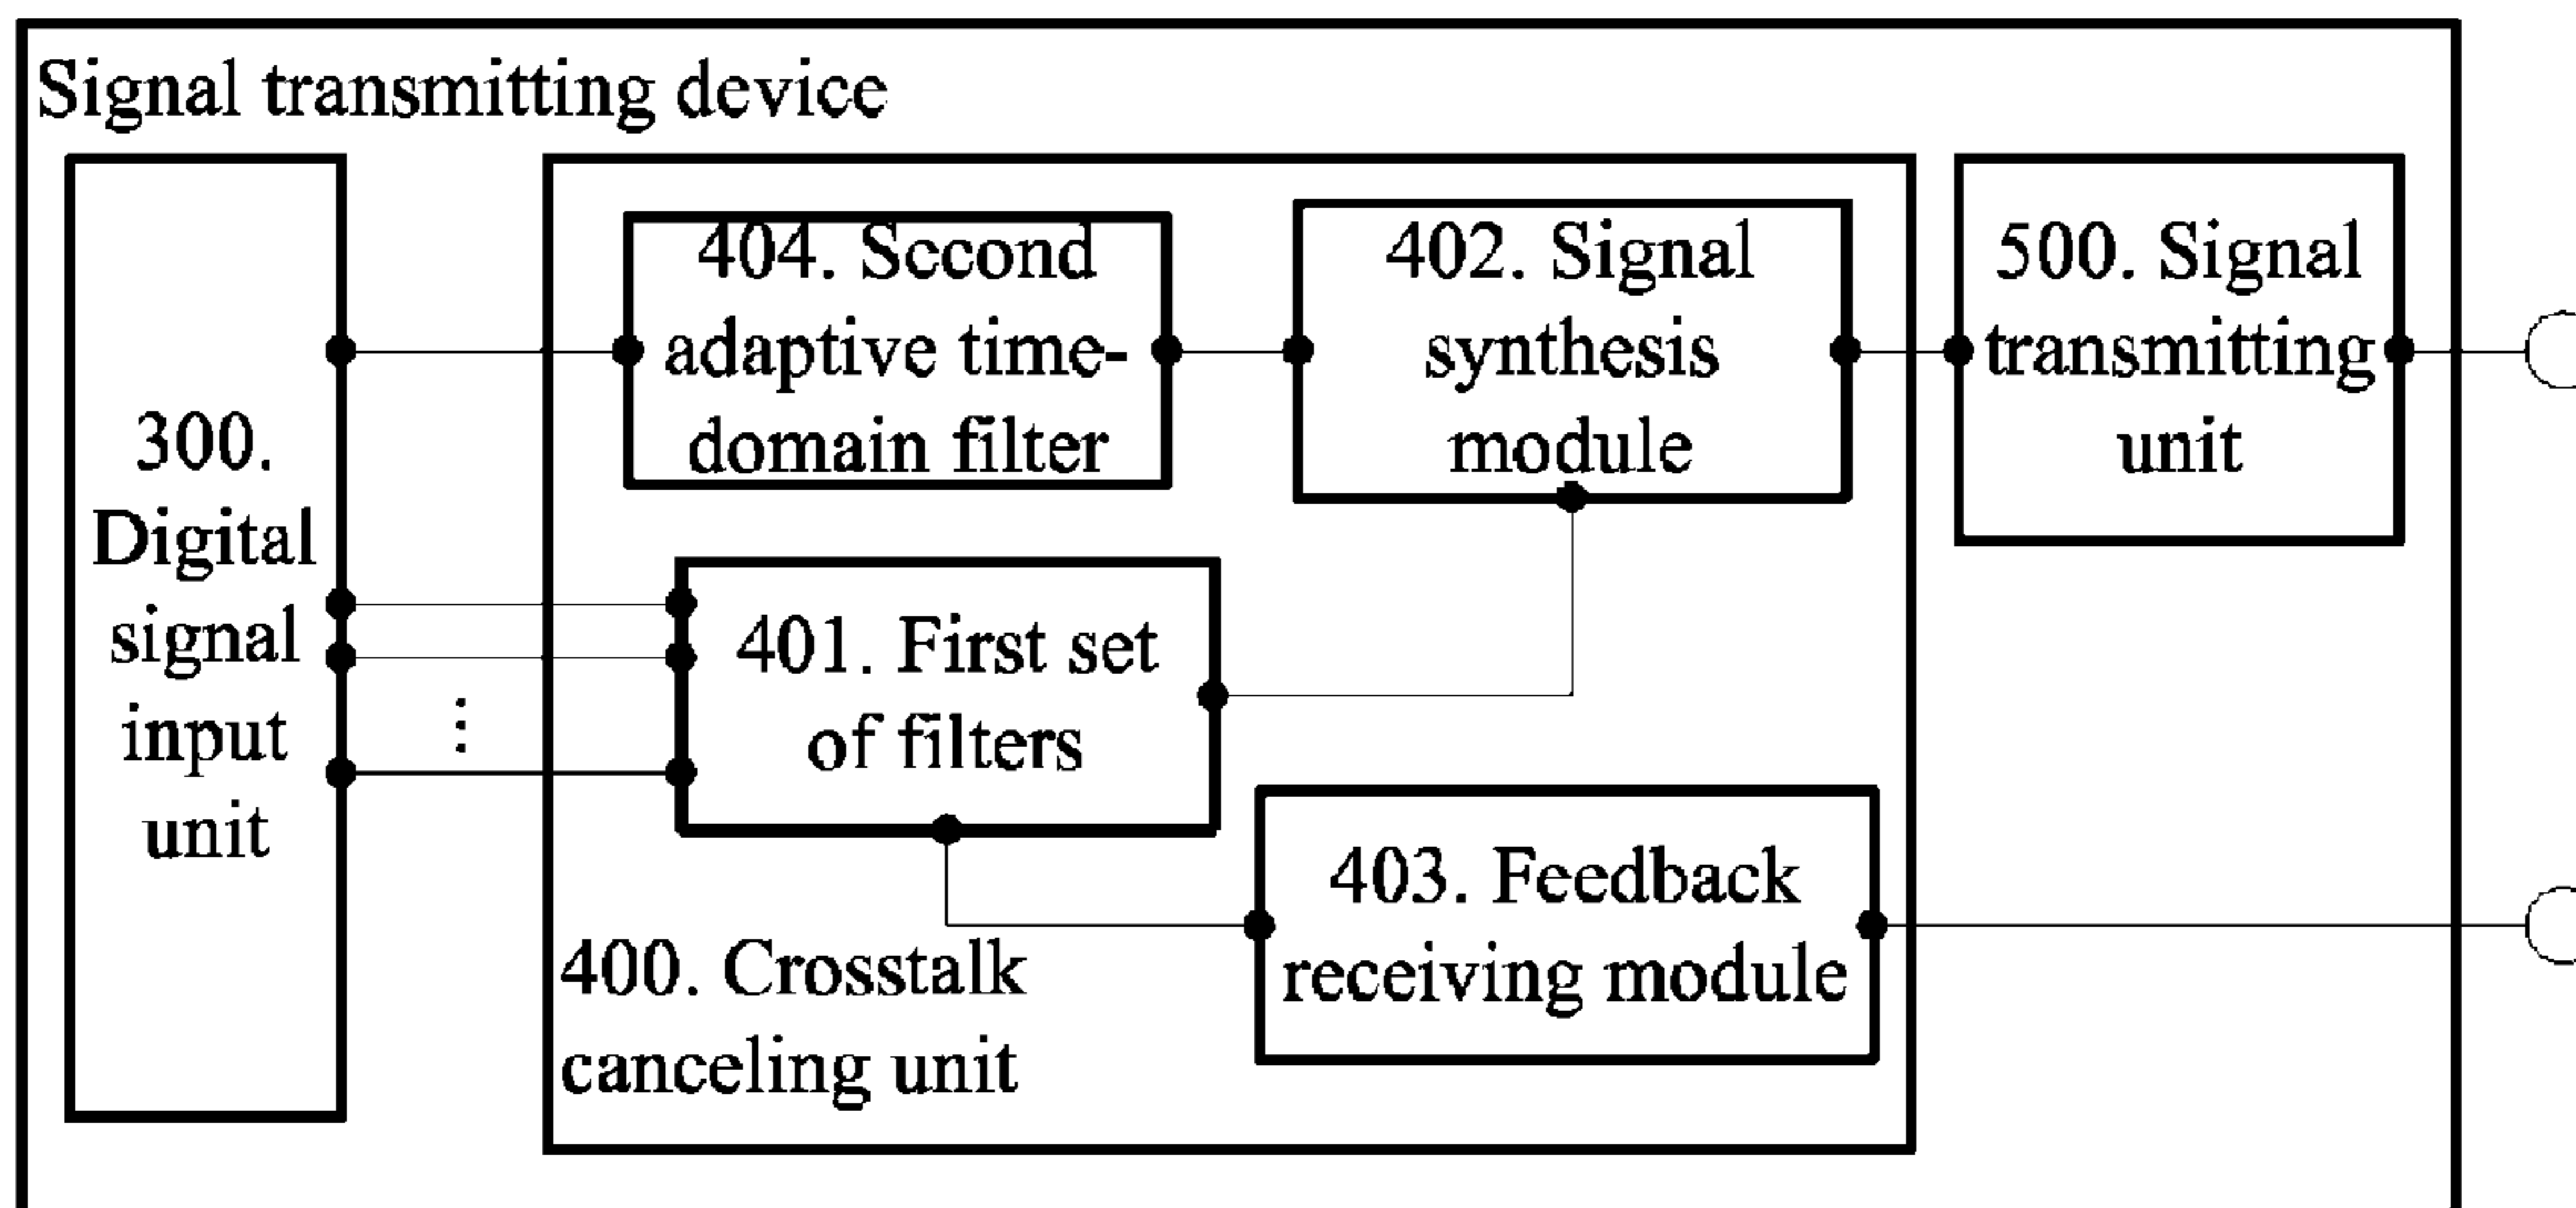 Signal transmitting device
300.
Digital
signal
input
unit
404. Sccond
adaptive time-
domain filter
402. Signal
synthesis
module
500. Signal
transmitting
unit
401. First set
of filters
403. Feedback
receiving module
400. Crosstalk
canceling unit